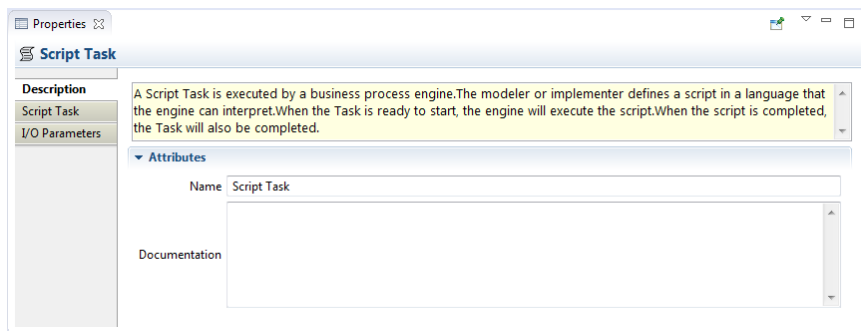 Properties
Script Task
Description
Script Task
I/O Parameters
A Script Task is executed by a business process engine.The modeler or implementer defines a script in a language that
the engine can interpret.When the Task is ready to start, the engine will execute the script.When the script is completed,
the Task will also be completed.
Attributes
Name Script Task
Documentation